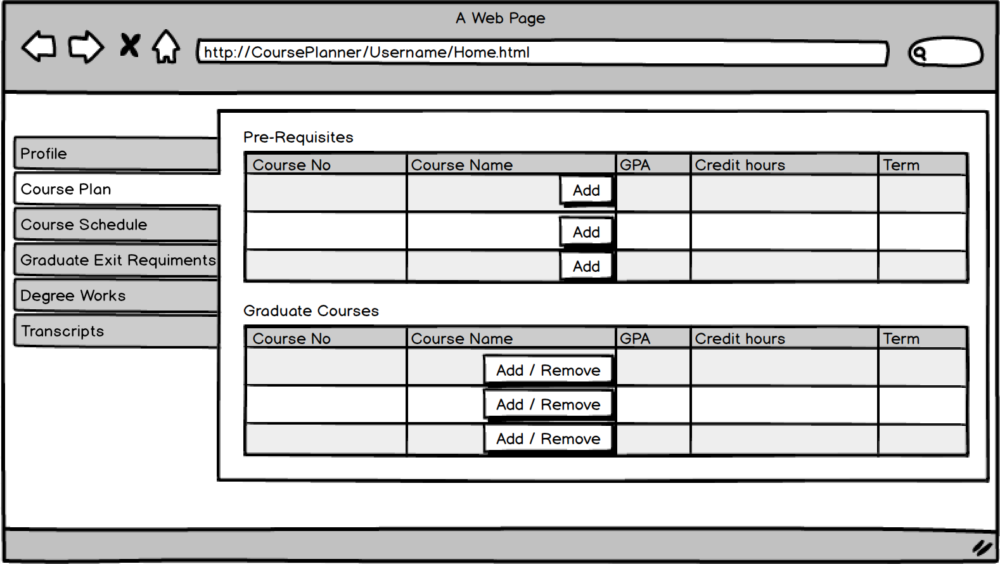 A Web Page
http://CoursePlanner/Username/Home.html
Profile
Course Plan
Course Schedule
Graduate Exit Requiments
Degree Works
Transcripts
Pre-Requisites
Course No Course Name GPA Credit hours Term
Add
Add
Add
Graduate Courses
Course No Course Name GPA Credit hours Term
Add / Remove
Add / Remove
Add / Remove